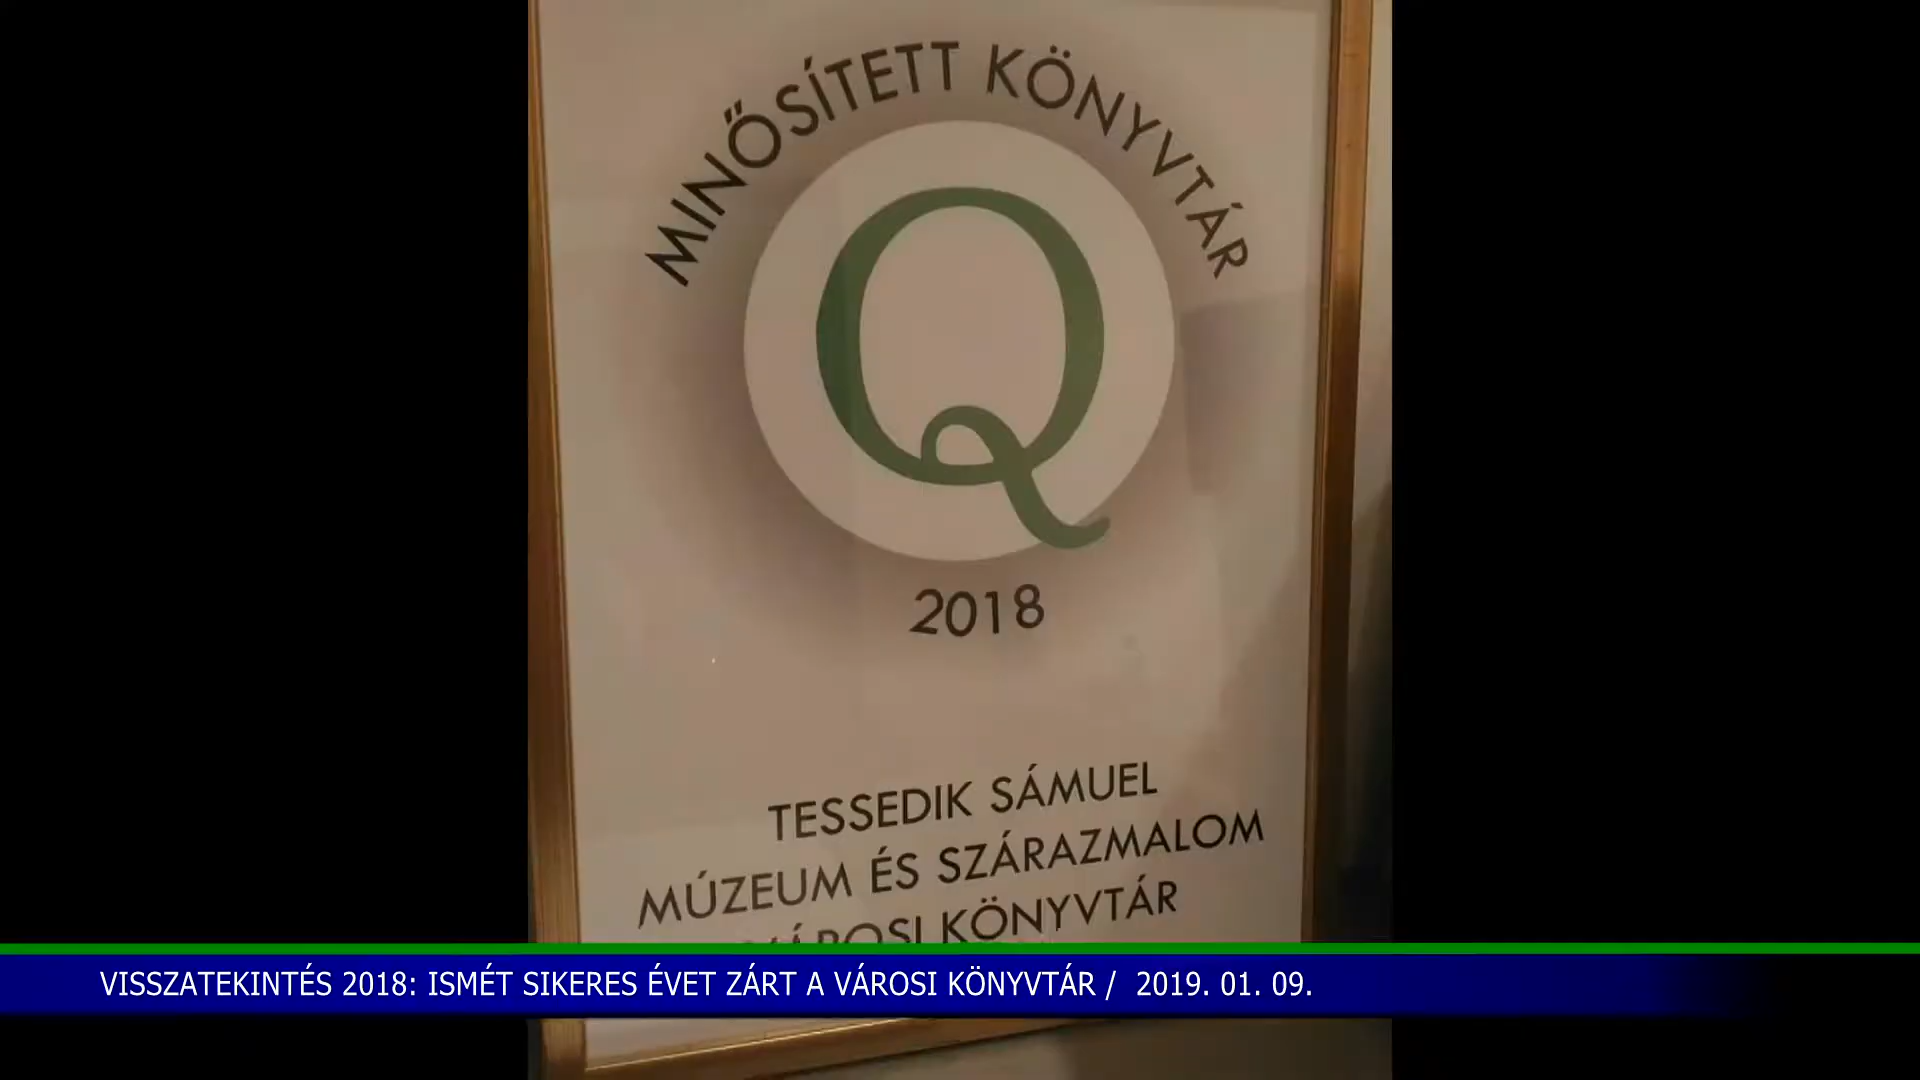 MINŐSÍTETT KÖNYVTÁR
Q
2018
TESSEDIK SÁMUEL
MÚZEUM ÉS SZÁRAZMALOM
VÁROSI KÖNYVTÁR
VISSZATEKINTÉS 2018: ISMÉT SIKERES ÉVET ZÁRT A VÁROSI KÖNYVTÁR / 2019. 01. 09.